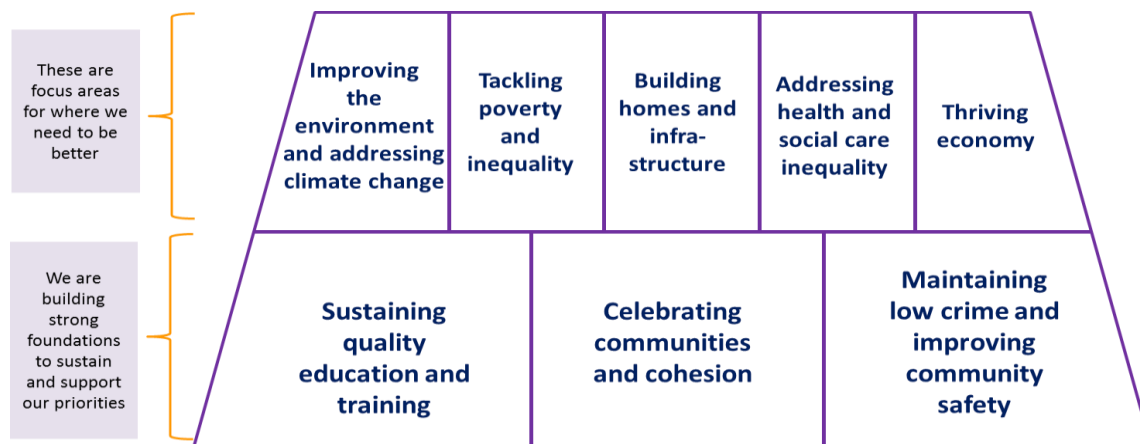 These are
focus areas
for where we
need to be
better
Improving
the
environment
and addressing
climate change
Tackling
poverty
and
inequality
Building
homes and
infra-
structure
Addressing
health and
social care
inequality
Thriving
economy
We are
building
strong
foundations
to sustain
and support
our priorities
Sustaining
quality
education and
training
Celebrating
communities
and cohesion
Maintaining
low crime and
improving
community
safety